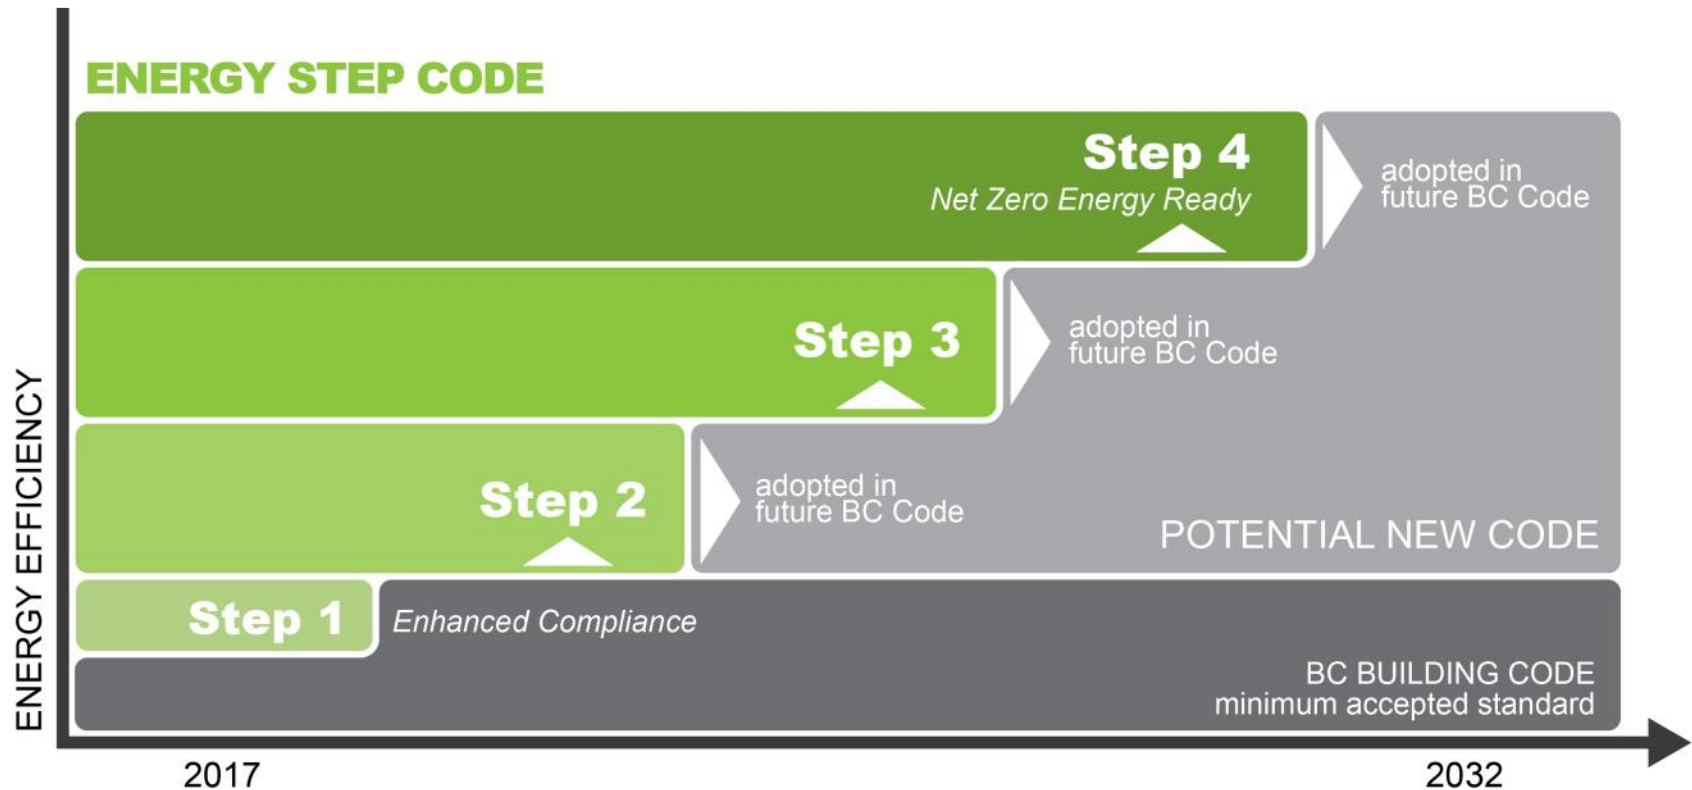 ENERGY STEP CODE
Step 4
Net Zero Energy Ready
adopted in
future BC Code
Step 3
adopted in
future BC Code
Step 2
adopted in
future BC Code
POTENTIAL NEW CODE
Step 1
Enhanced Compliance
BC BUILDING CODE
minimum accepted standard
ENERGY EFFICIENCY
2017
2032